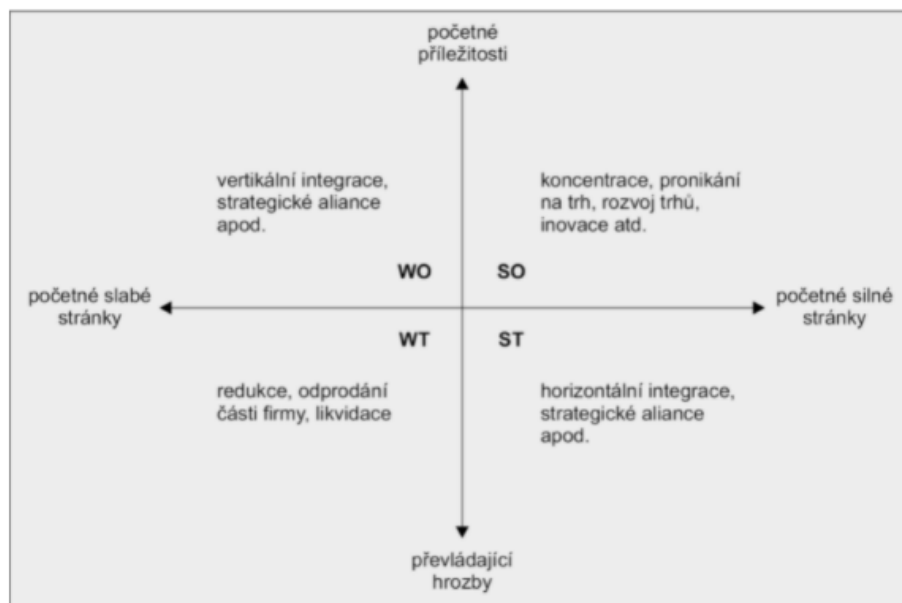 početné
příležitosti
vertikální integrace,
strategické aliance
apod.
koncentrace, pronikání
na trh, rozvoj trhů,
inovace atd.
WO
SO
početné slabé
stránky
početné silné
stránky
WT
ST
redukce, odprodání
části firmy, likvidace
horizontální integrace,
strategické aliance
apod.
převládající
hrozby